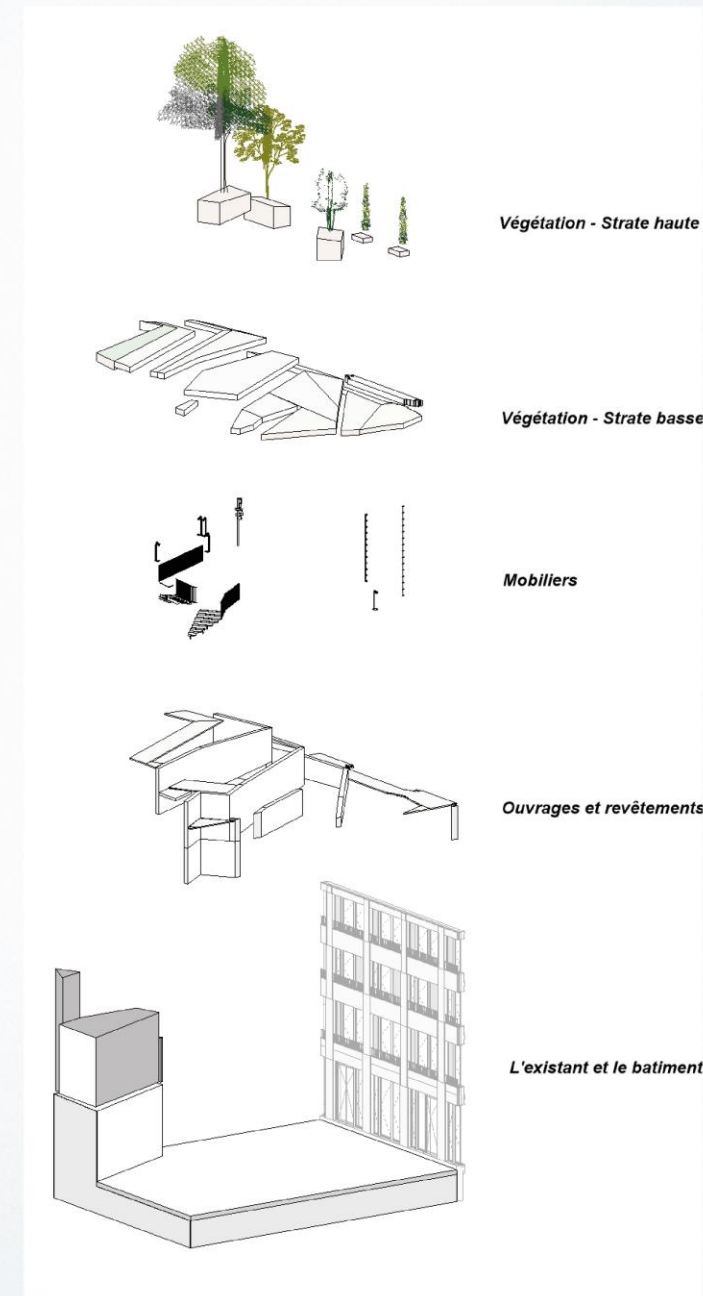 Végétation - Strate haute
Végétation - Strate basse
Mobiliers
Ouvrages et revêtements
L'existant et le batiment